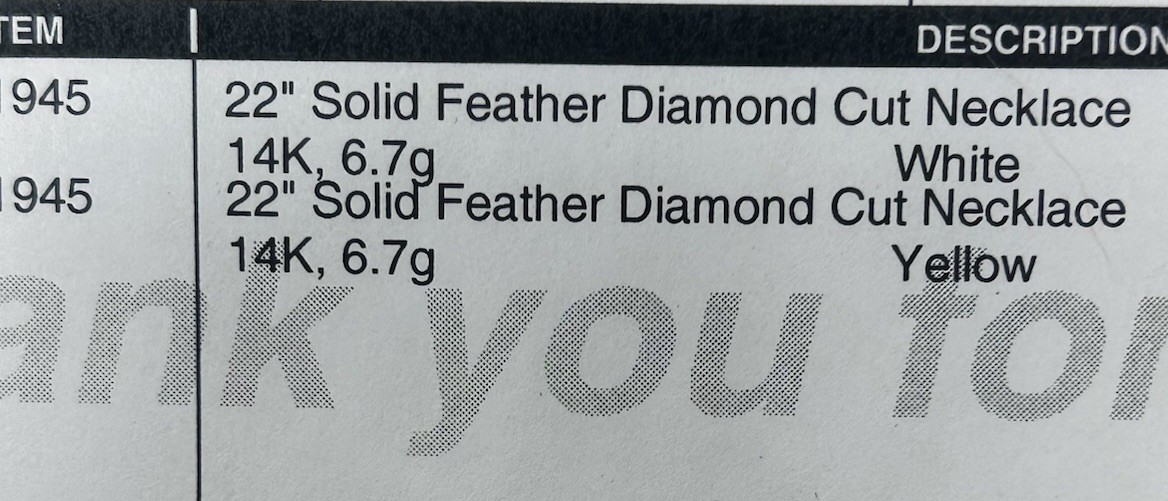 TEM DESCRIPTION
1945 22" Solid Feather Diamond Cut Necklace
14K, 6.7g White
1945 22" Solid Feather Diamond Cut Necklace
14K, 6.7g Yellow
ank you for